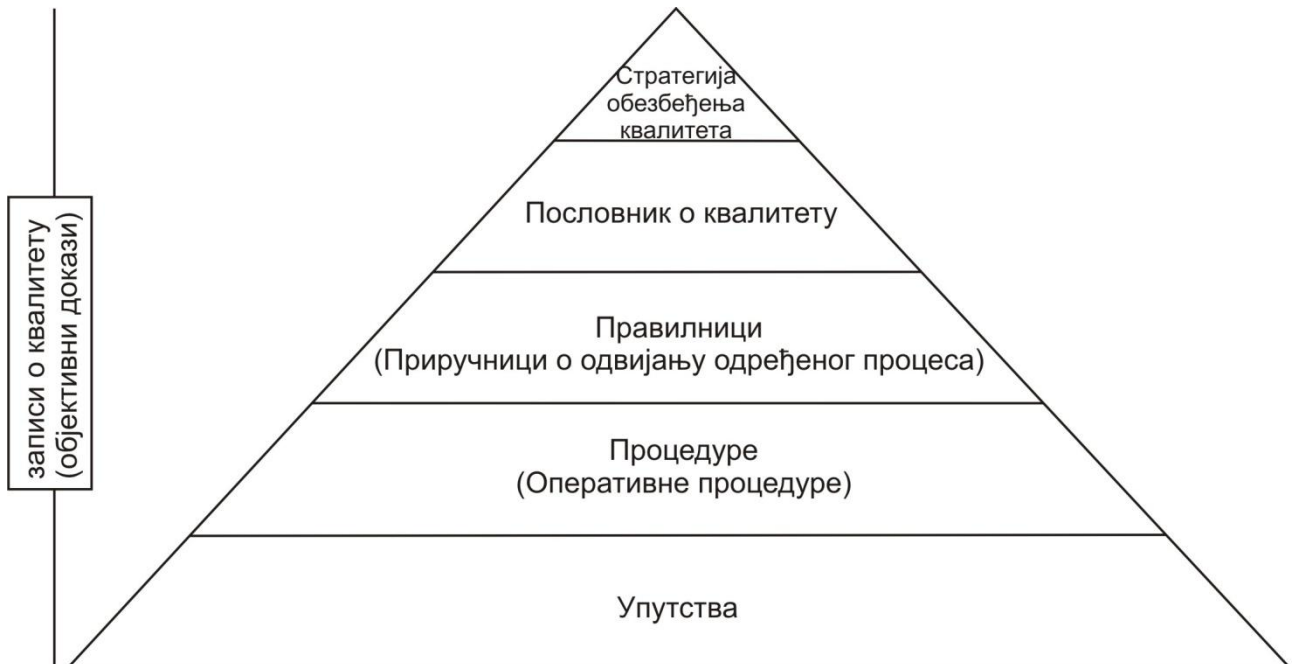 записи о квалитету
(објективни докази)
Стратегија
обезбеђења
квалитета
Пословник о квалитету
Правилници
(Приручници о одвијању одређеног процеса)
Процедуре
(Оперативне процедуре)
Упутства